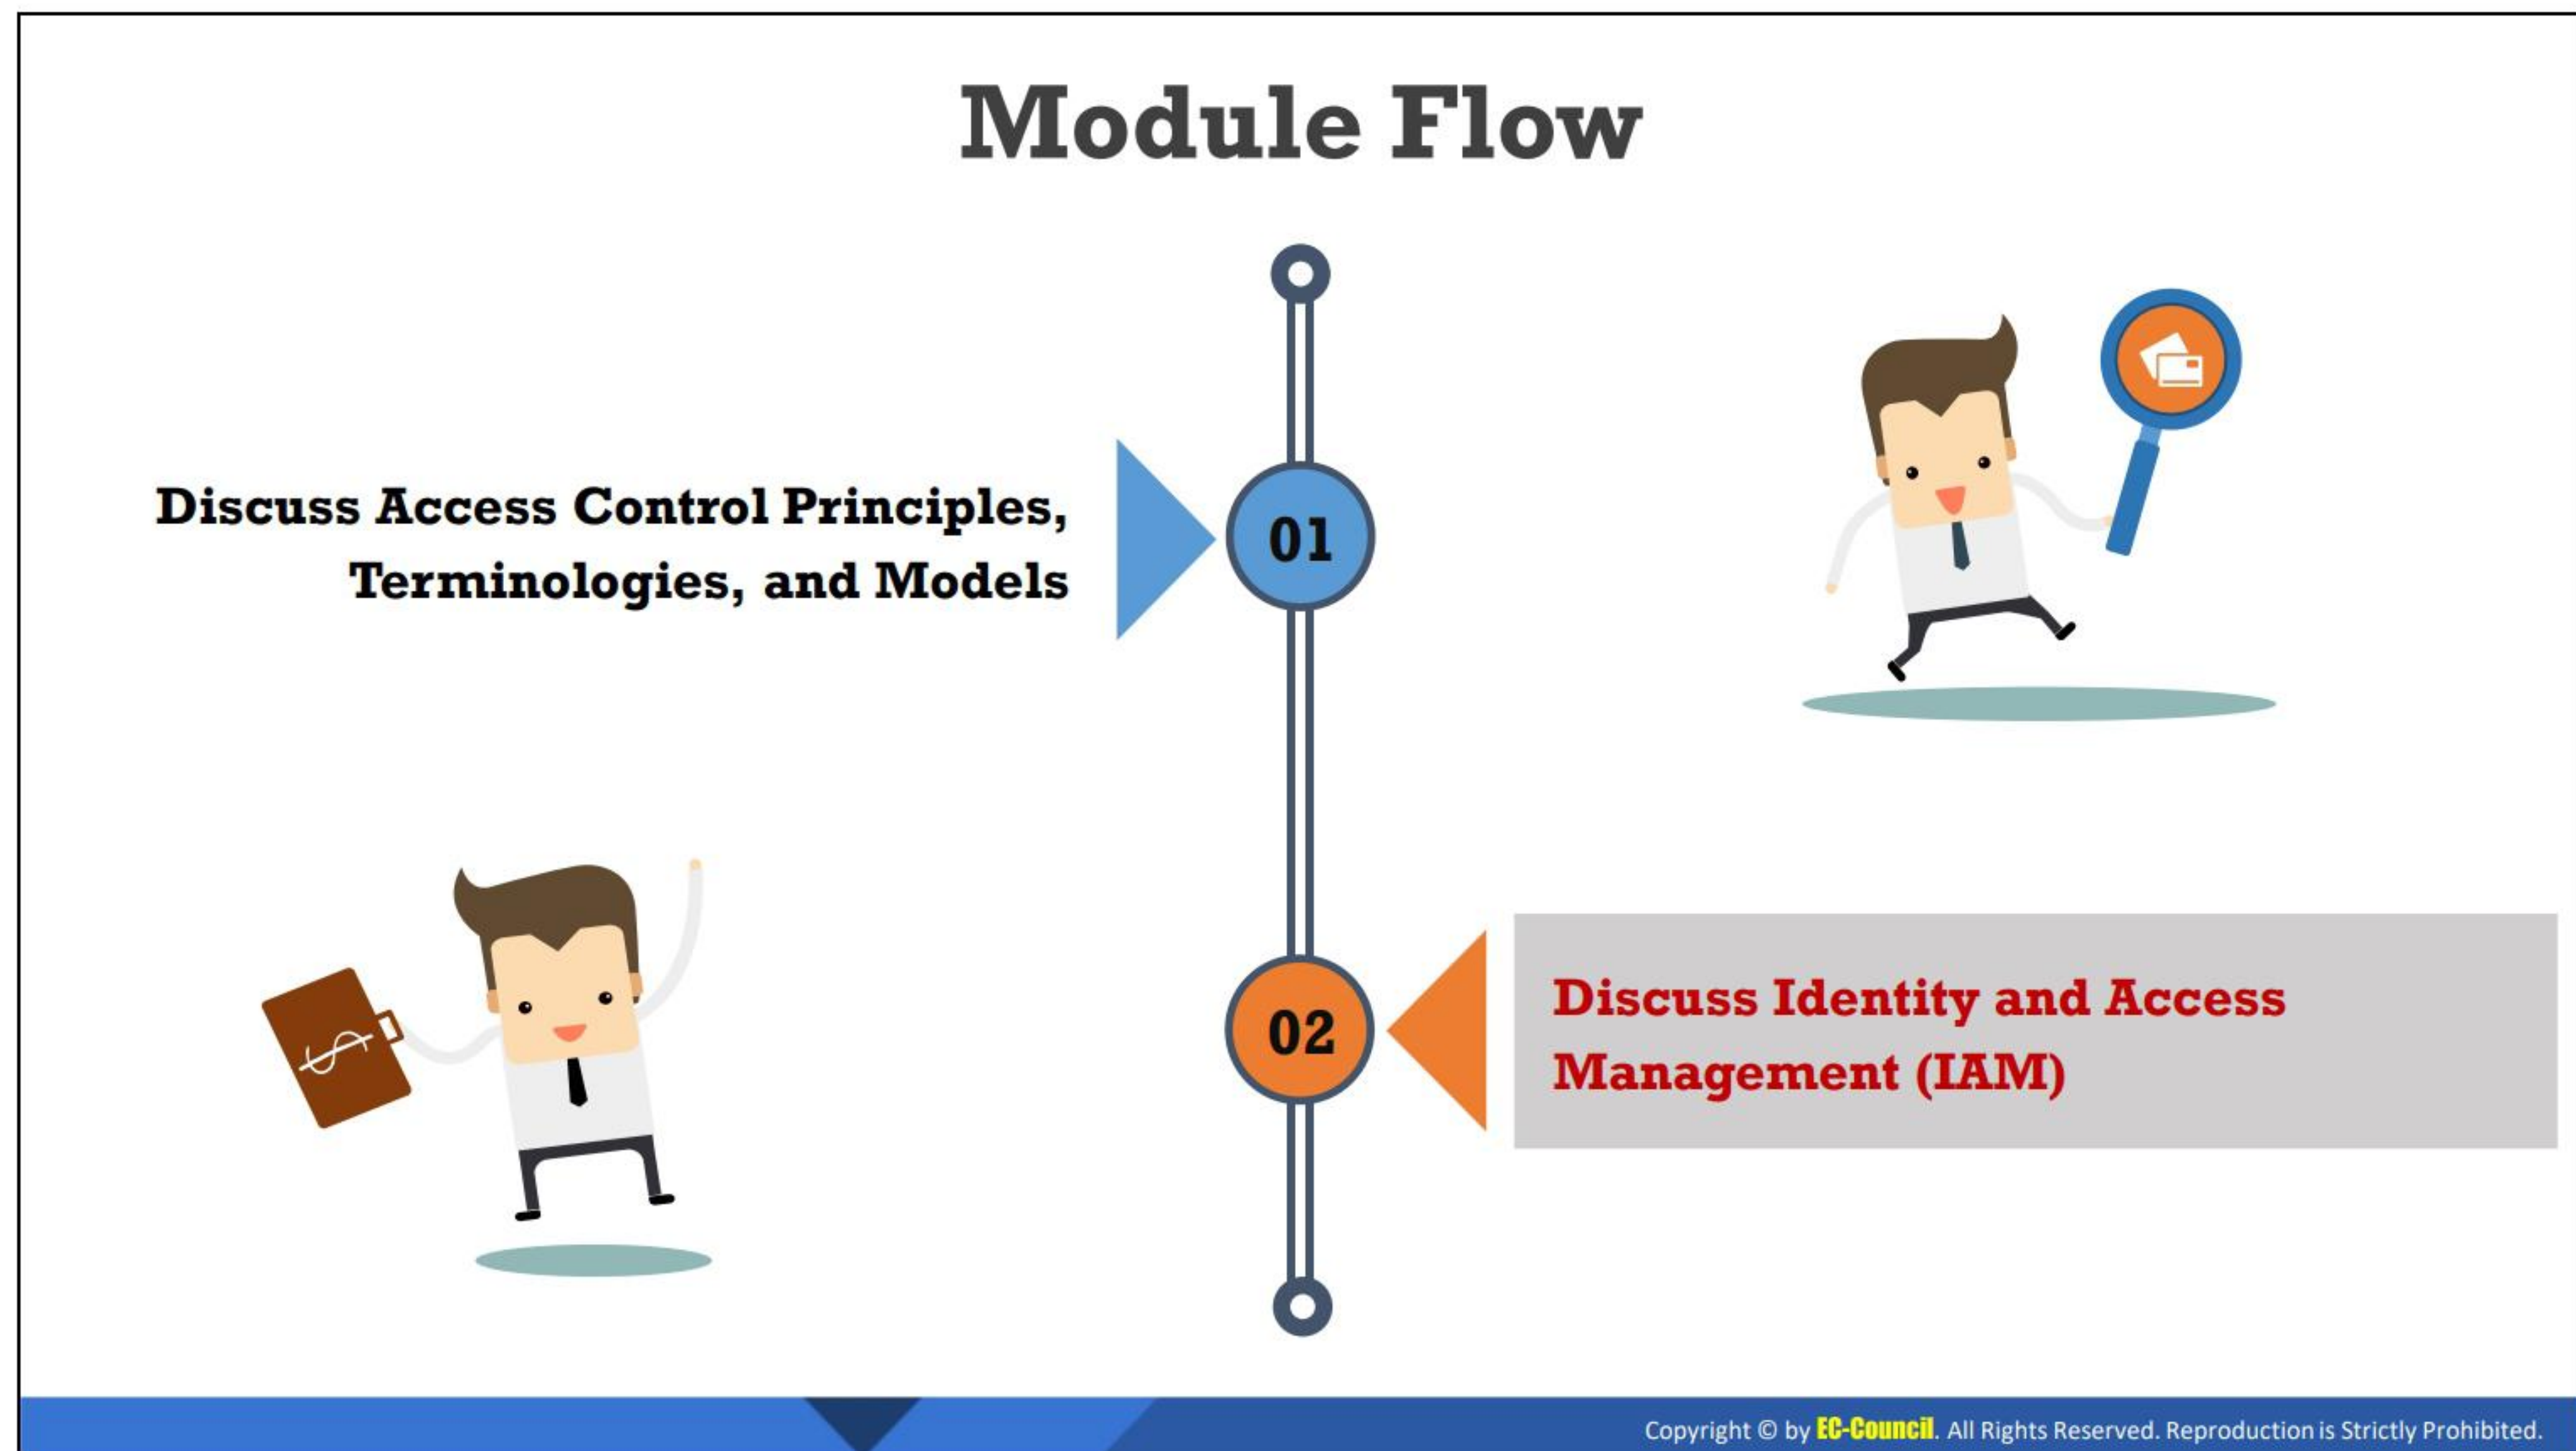 Module Flow
Discuss Access Control Principles,
Terminologies, and Models
01
02
Discuss Identity and Access
Management (IAM)
Copyright © by EC-Council. All Rights Reserved. Reproduction is Strictly Prohibited.